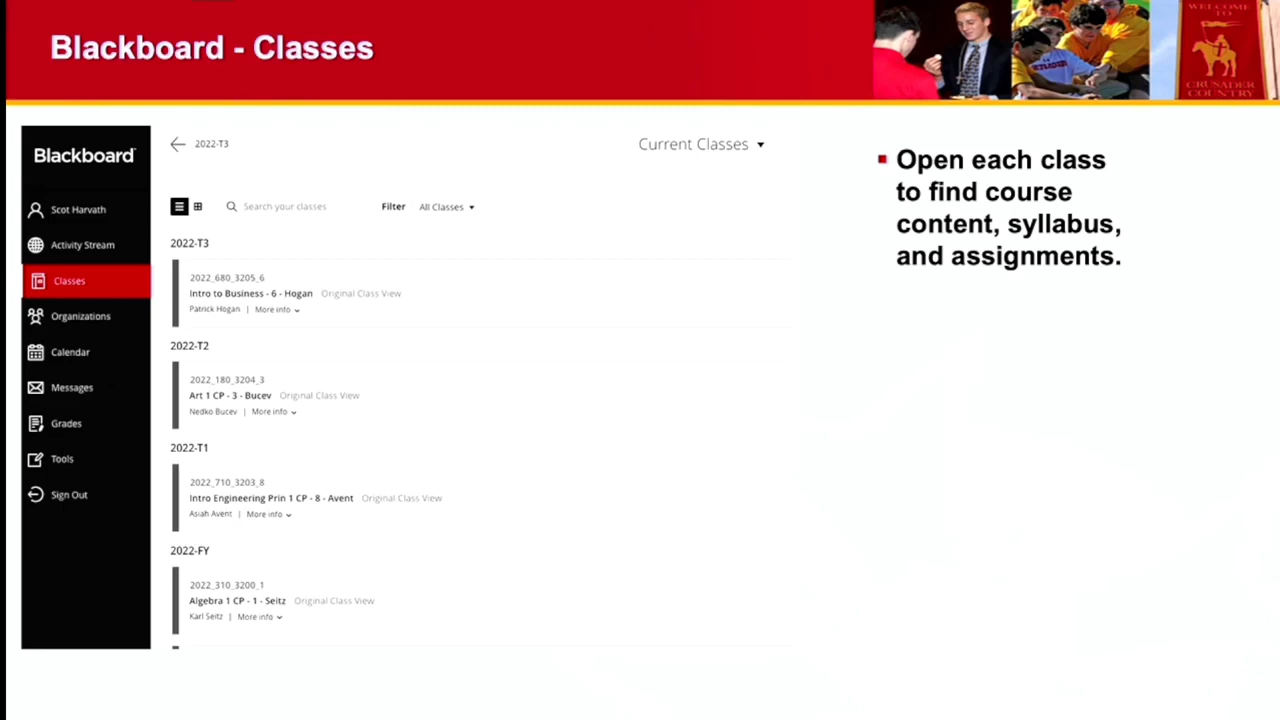 Blackboard - Classes
WELCOME
TO
CRUSADER
COUNTRY
Blackboard
Scot Harvath
Activity Stream
Classes
Organizations
Calendar
Messages
Grades
Tools
Sign Out
2022-T3
Current Classes
Search your classes
Filter All Classes
2022-T3
2022_680_3205_6
Intro to Business - 6 - Hogan Original Class View
Patrick Hogan | More info
2022-T2
2022_180_3204_3
Art 1 CP - 3 - Bucev Original Class View
Nedko Bucev | More info
2022-T1
2022_710_3203_8
Intro Engineering Prin 1 CP - 8 - Avent Original Class View
Asiah Avent | More info
2022-FY
2022_310_3200_1
Algebra 1 CP - 1 - Seitz Original Class View
Karl Seitz | More info
▪ Open each class
to find course
content, syllabus,
and assignments.